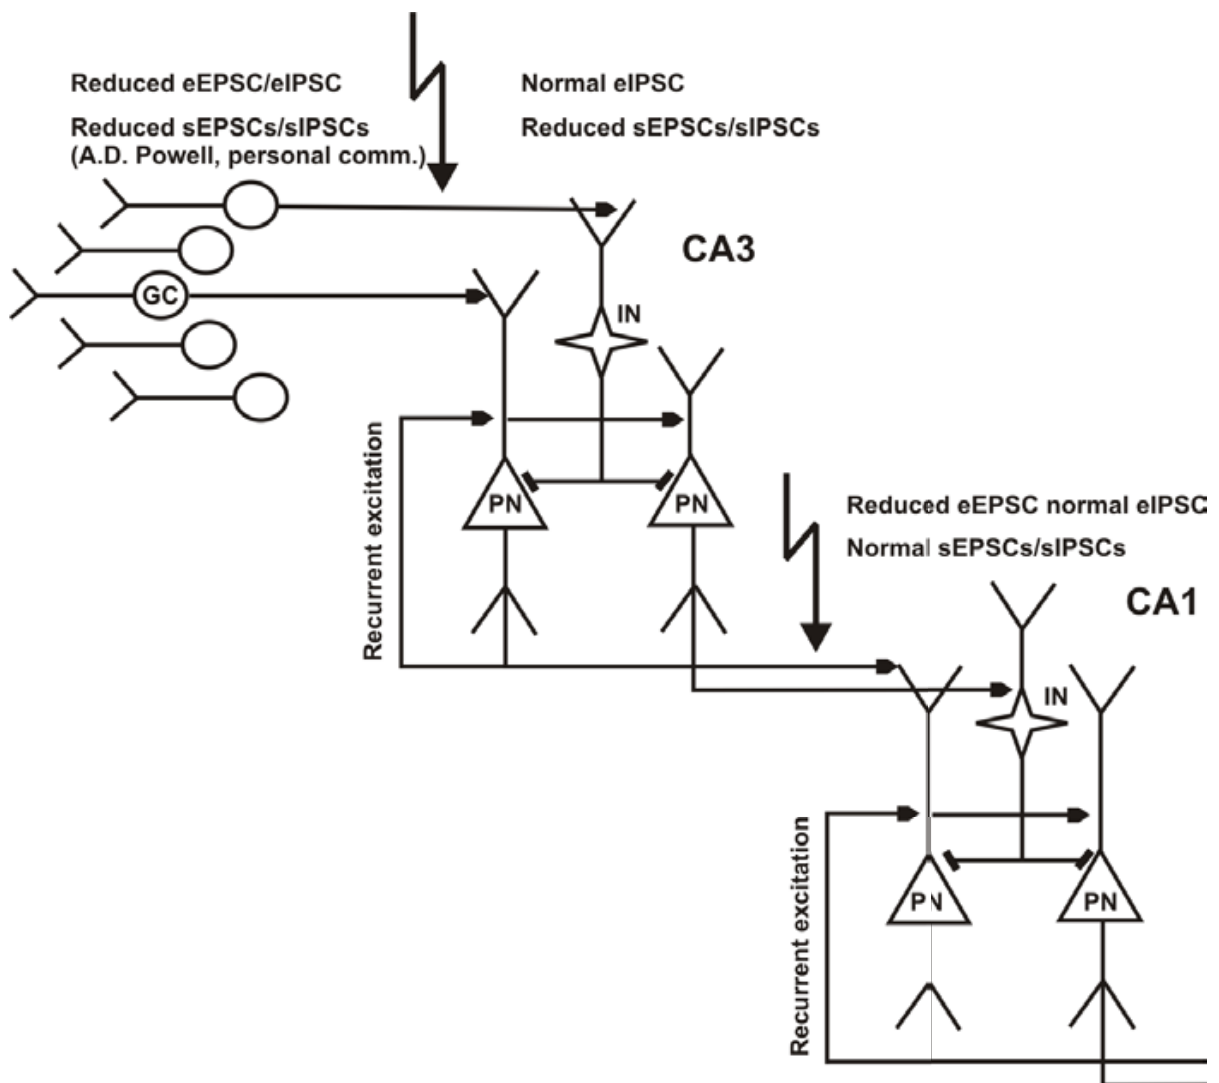 Reduced eEPSC/eIPSC
Reduced sEPSCs/sIPSCs
(A.D. Powell, personal comm.)
Normal eIPSC
Reduced sEPSCs/sIPSCs
CA3
GC
IN
PN
PN
Recurrent excitation
Reduced eEPSC normal eIPSC
Normal sEPSCs/sIPSCs
CA1
IN
PN
PN
Recurrent excitation